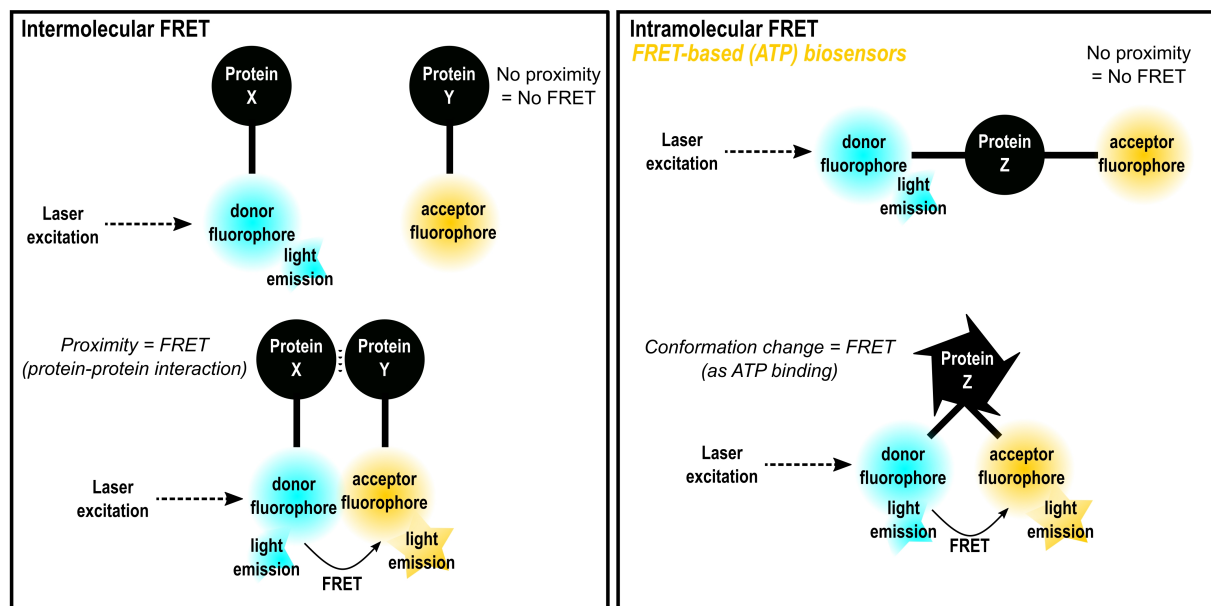 Intermolecular FRET
Protein
X
Protein
Y
No proximity
= No FRET
Laser
excitation
donor
fluorophore
light
emission
acceptor
fluorophore
Proximity = FRET
(protein-protein interaction)
Protein
X
Protein
Y
Laser
excitation
donor
fluorophore
acceptor
fluorophore
light
emission
FRET
light
emission
Intramolecular FRET
FRET-based (ATP) biosensors
No proximity
= No FRET
Laser
excitation
donor
fluorophore
light
emission
Protein
Z
acceptor
fluorophore
Conformation change = FRET
(as ATP binding)
Protein
Z
Laser
excitation
donor
fluorophore
acceptor
fluorophore
light
emission
FRET
light
emission